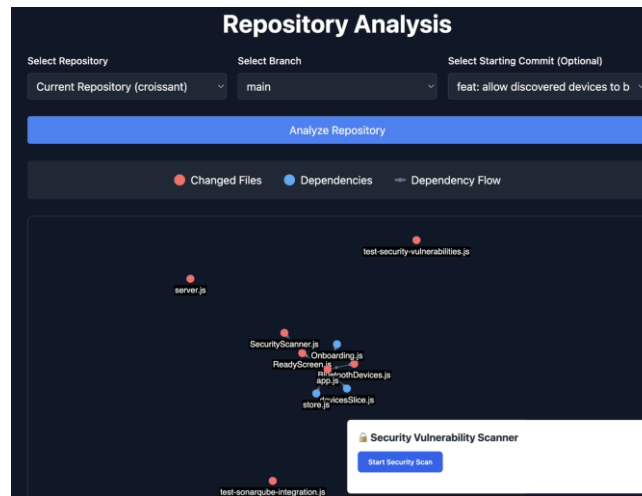 Repository Analysis
Select Repository
Select Branch
Select Starting Commit (Optional)
Current Repository (croissant)
main
feat: allow discovered devices to b
Analyze Repository
Changed Files
Dependencies
Dependency Flow
test-security-vulnerabilities.js
server.js
SecurityScanner.js
Onboarding.js
ReadyScreen.js
BluetoothDevices.js
app.js
devicesSlice.js
store.js
Security Vulnerability Scanner
Start Security Scan
test-sonarqube-integration.js